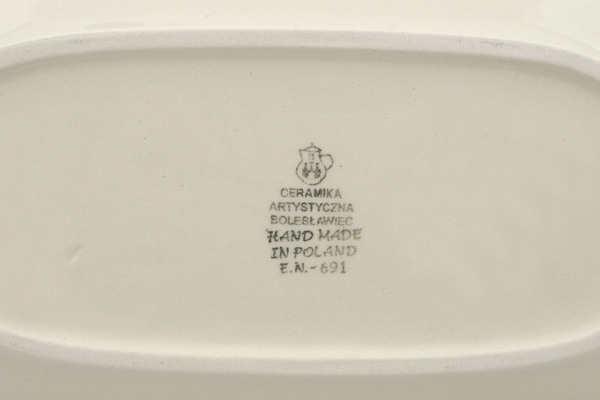 CERAMIKA
ARTYSTYCZNA
BOLESŁAWIEC
HAND MADE
IN POLAND
E.N.-691